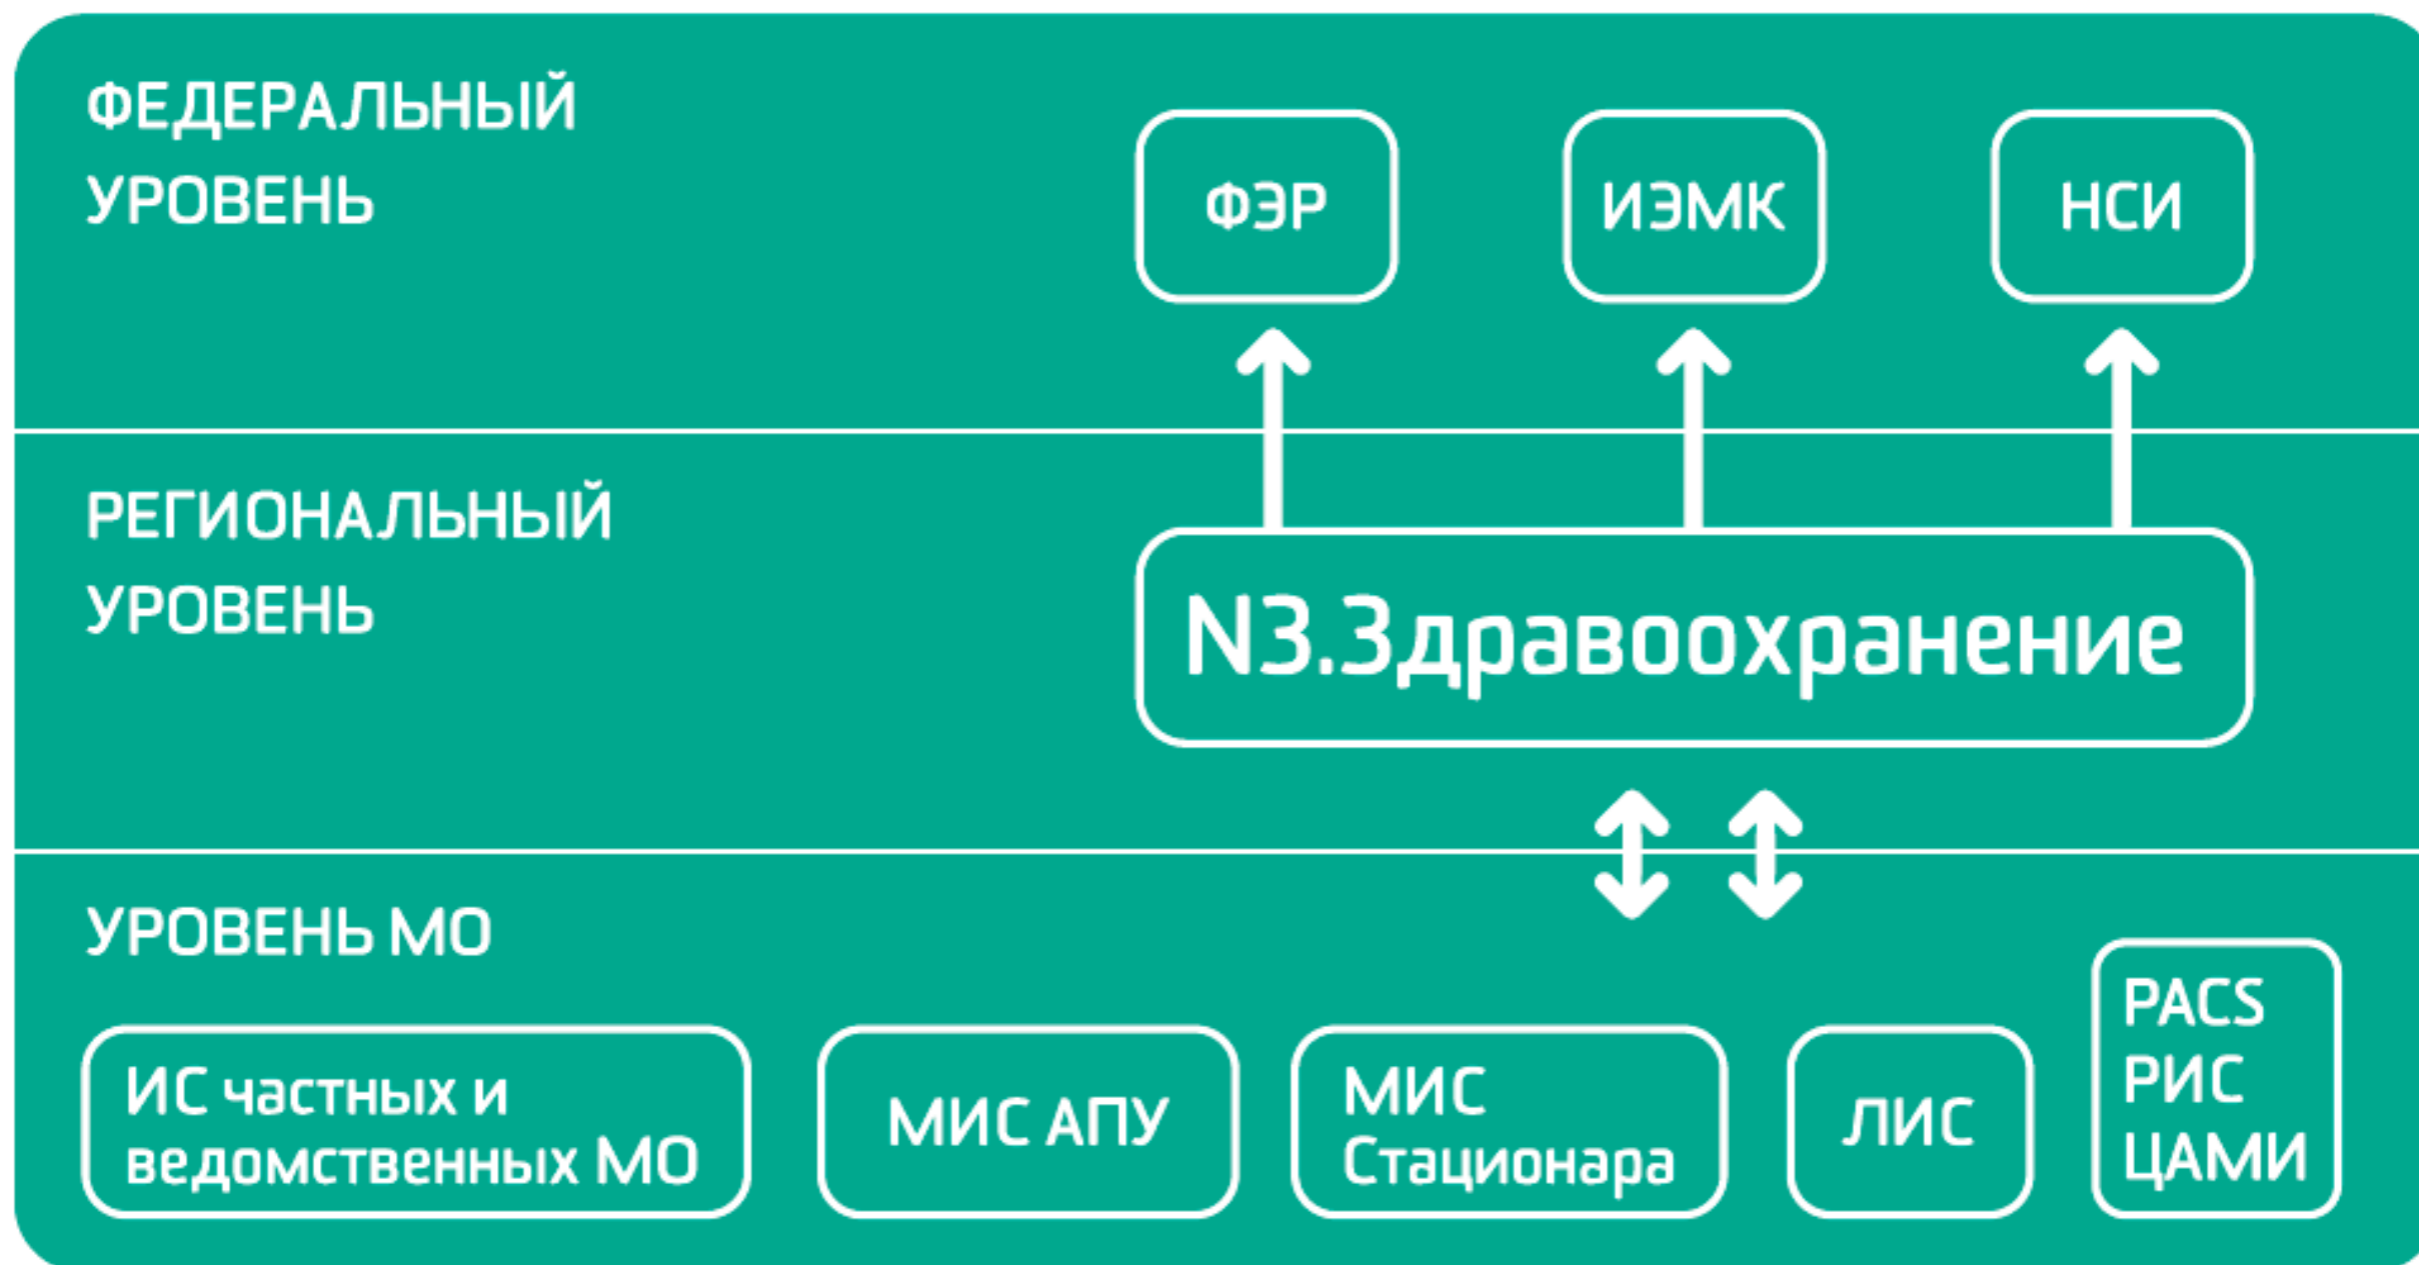 ФЕДЕРАЛЬНЫЙ
УРОВЕНЬ
ФЭР
ИЭМК
НСИ
РЕГИОНАЛЬНЫЙ
УРОВЕНЬ
N3.Здравоохранение
УРОВЕНЬ МО
ИС частных и
ведомственных МО
МИС АПУ
МИС
Стационара
ЛИС
PACS
РИС
ЦАМИ